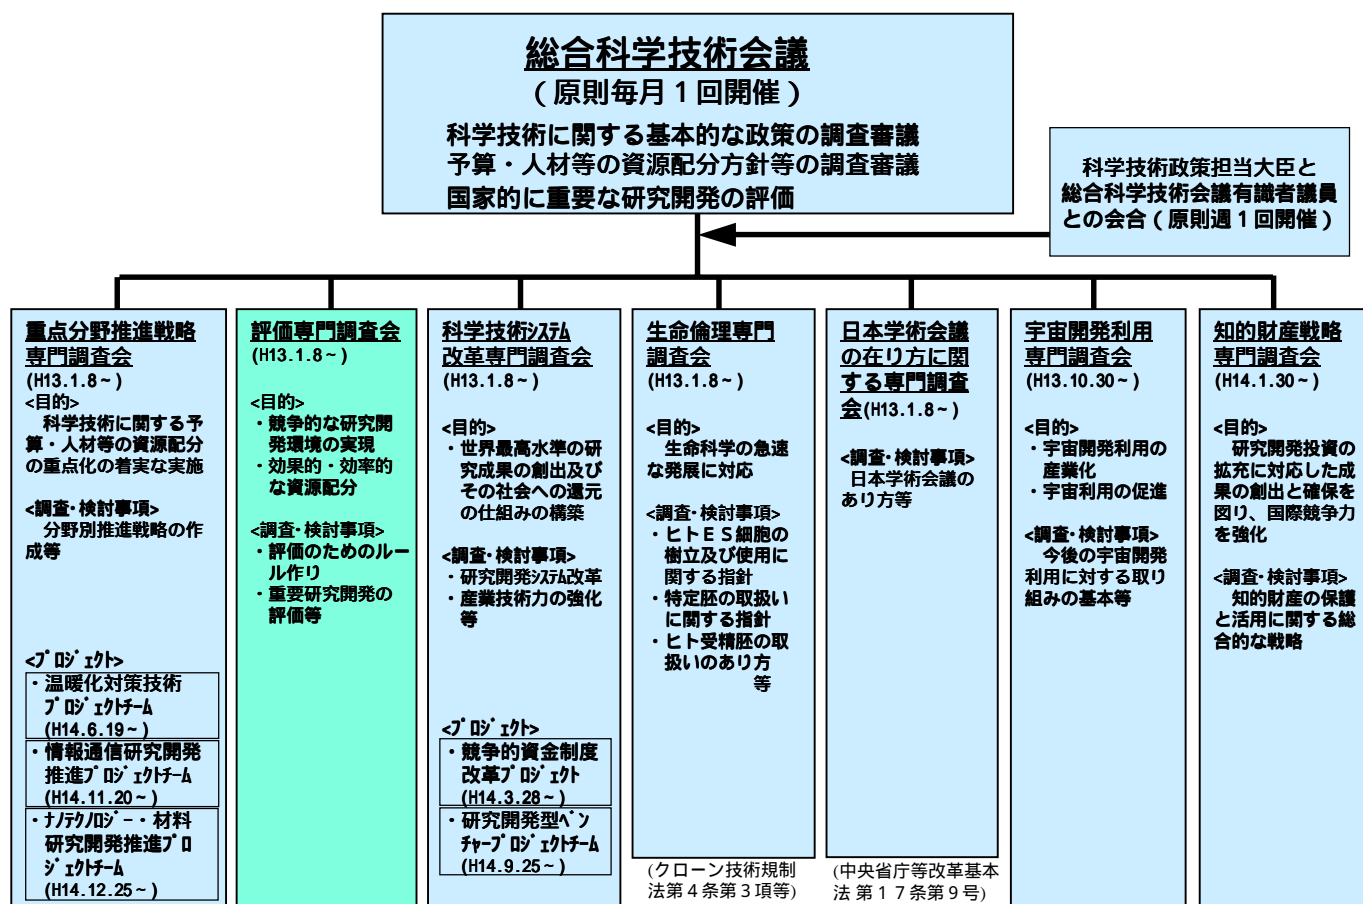 総合科学技術会議
(原則毎月1回開催)
科学技術に関する基本的な政策の調査審議
予算・人材等の資源配分方針等の調査審議
国家的に重要な研究開発の評価
科学技術政策担当大臣と
総合科学技術会議有識者議員
との会合(原則週1回開催)
重点分野推進戦略
専門調査会
(H13.1.8~)
<目的>
科学技術に関する予
算・人材等の資源配分
の重点化の着実な実施
<調査・検討事項>
分野別推進戦略の作
成等
<プロジェクト>
・温暖化対策技術
プロジェクトチーム
(H14.6.19~)
・情報通信研究開発
推進プロジェクトチーム
(H14.11.20~)
・ナノテクノロジー・材料
研究開発推進プロ
ジェクトチーム
(H14.12.25~)
評価専門調査会
(H13.1.8~)
<目的>
・競争的な研究開
発環境の実現
・効果的・効率的
な資源配分
<調査・検討事項>
・評価のためのルー
ル作り
・重要研究開発の
評価等
科学技術システム
改革専門調査会
(H13.1.8~)
<目的>
・世界最高水準の研
究成果の創出及び
その社会への還元
の仕組みの構築
<調査・検討事項>
・研究開発システム改革
・産業技術力の強化
等
<プロジェクト>
・競争的資金制度
改革プロジェクト
(H14.3.28~)
・研究開発型ベン
チャープロジェクトチーム
(H14.9.25~)
生命倫理専門
調査会
(H13.1.8~)
<目的>
生命科学の急速
な発展に対応
<調査・検討事項>
・ヒトES細胞の
樹立及び使用に
関する指針
・特定胚の取扱い
に関する指針
・ヒト受精胚の取
扱いのあり方
等
(クローン技術規制
法第4条第3項等)
日本学術会議
の在り方に関
する専門調査
会(H13.1.8~)
<調査・検討事項>
日本学術会議の
あり方等
(中央省庁等改革基本
法 第17条第9号)
宇宙開発利用
専門調査会
(H13.10.30~)
<目的>
・宇宙開発利用の
産業化
・宇宙利用の促進
<調査・検討事項>
今後の宇宙開発
利用に対する取り
組みの基本等
知的財産戦略
専門調査会
(H14.1.30~)
<目的>
研究開発投資の
拡充に対応した成
果の創出と確保を
図り、国際競争力
を強化
<調査・検討事項>
知的財産の保護
と活用に関する総
合的な戦略